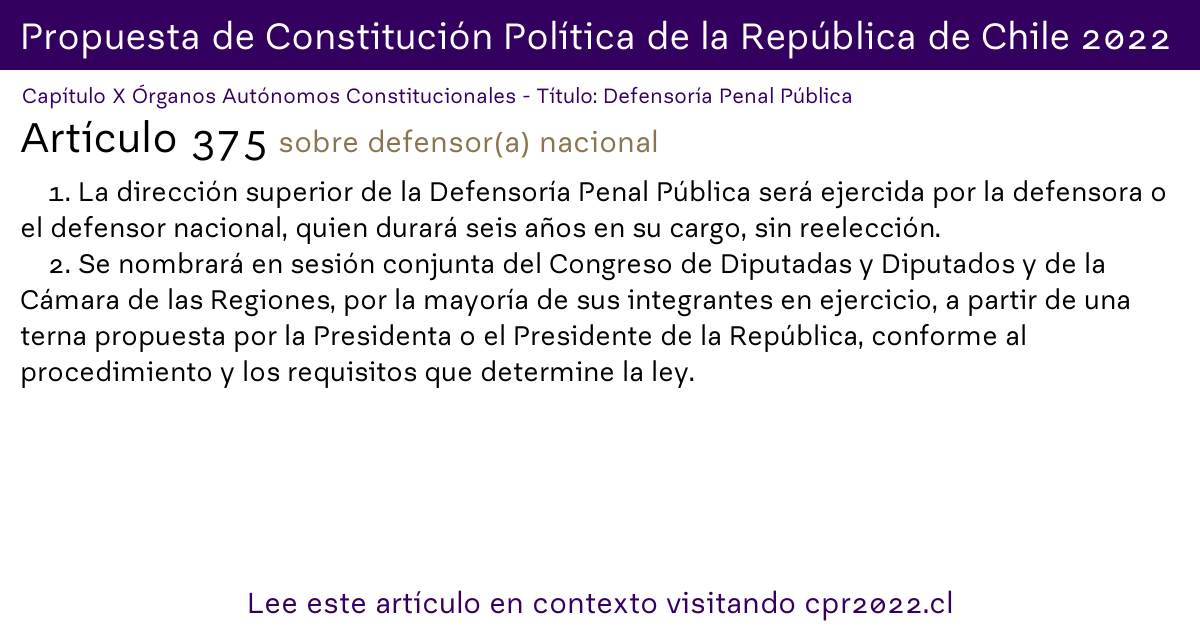 Propuesta de Constitución Política de la República de Chile 2022
Capítulo X Órganos Autónomos Constitucionales - Título: Defensoría Penal Pública
Artículo 375 sobre defensor(a) nacional
1. La dirección superior de la Defensoría Penal Pública será ejercida por la defensora o
el defensor nacional, quien durará seis años en su cargo, sin reelección.
2. Se nombrará en sesión conjunta del Congreso de Diputadas y Diputados y de la
Cámara de las Regiones, por la mayoría de sus integrantes en ejercicio, a partir de una
terna propuesta por la Presidenta o el Presidente de la República, conforme al
procedimiento y los requisitos que determine la ley.
Lee este artículo en contexto visitando cpr2022.cl